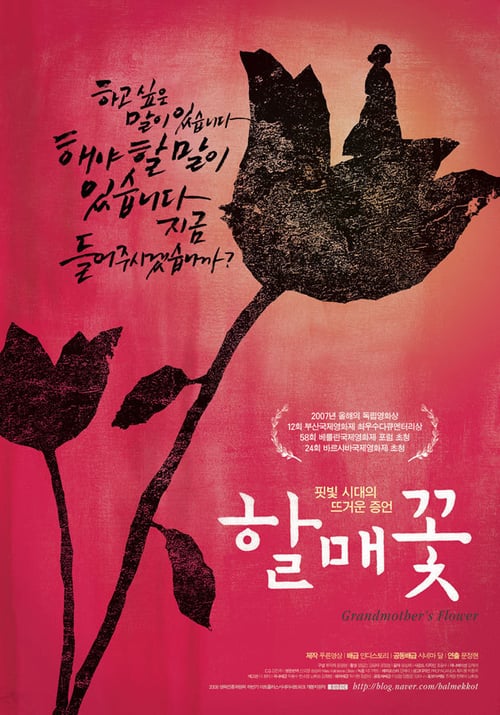 하고 싶은
말이 있습니다
해야 할 말이
있습니다
지금
들어주시겠습니까?
2007년 올해의 독립영화상
12회 부산국제영화제 최우수다큐멘터리상
58회 베를린국제영화제 포럼 초청
24회 바르샤바국제영화제 초청
핏빛 시대의
뜨거운 증언
할매꽃
Grandmother's Flower
제작 푸른영상 배급 인디스토리 공동배급 시네마 달 연출 문정현
http://blog.naver.com/halmekkot